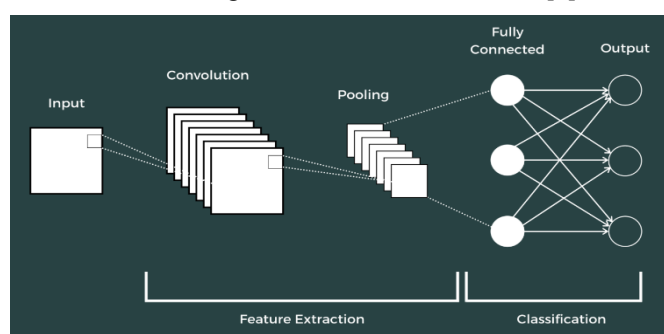 Fully
Connected
Output
Convolution
Pooling
Input
Feature Extraction
Classification